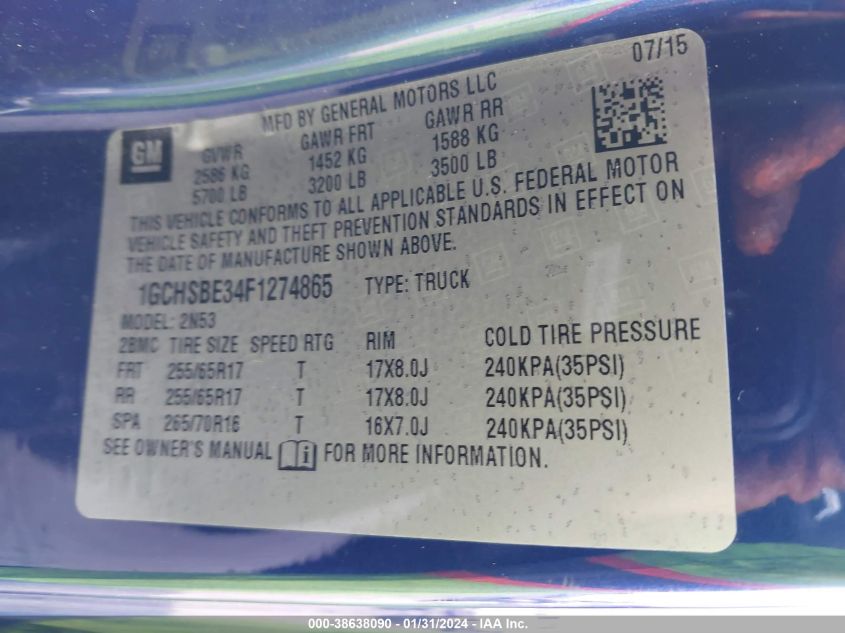 07/15
MFD BY GENERAL MOTORS LLC
GM
GVWR GAWR FRT GAWR RR
2586 KG 1452 KG 1588 KG
5700 LB 3200 LB 3500 LB
THIS VEHICLE CONFORMS TO ALL APPLICABLE U.S. FEDERAL MOTOR
VEHICLE SAFETY AND THEFT PREVENTION STANDARDS IN EFFECT ON
THE DATE OF MANUFACTURE SHOWN ABOVE.
1GCHSBE34F1274865 TYPE: TRUCK
MODEL: 2N53
2BMC TIRE SIZE SPEED RTG RIM COLD TIRE PRESSURE
FRT 255/65R17 T 17X8.0J 240KPA(35PSI)
RR 255/65R17 T 17X8.0J 240KPA(35PSI)
SPA 265/70R16 T 16X7.0J 240KPA(35PSI)
SEE OWNER'S MANUAL FOR MORE INFORMATION.
000-38638090 - 01/31/2024 - IAA Inc.